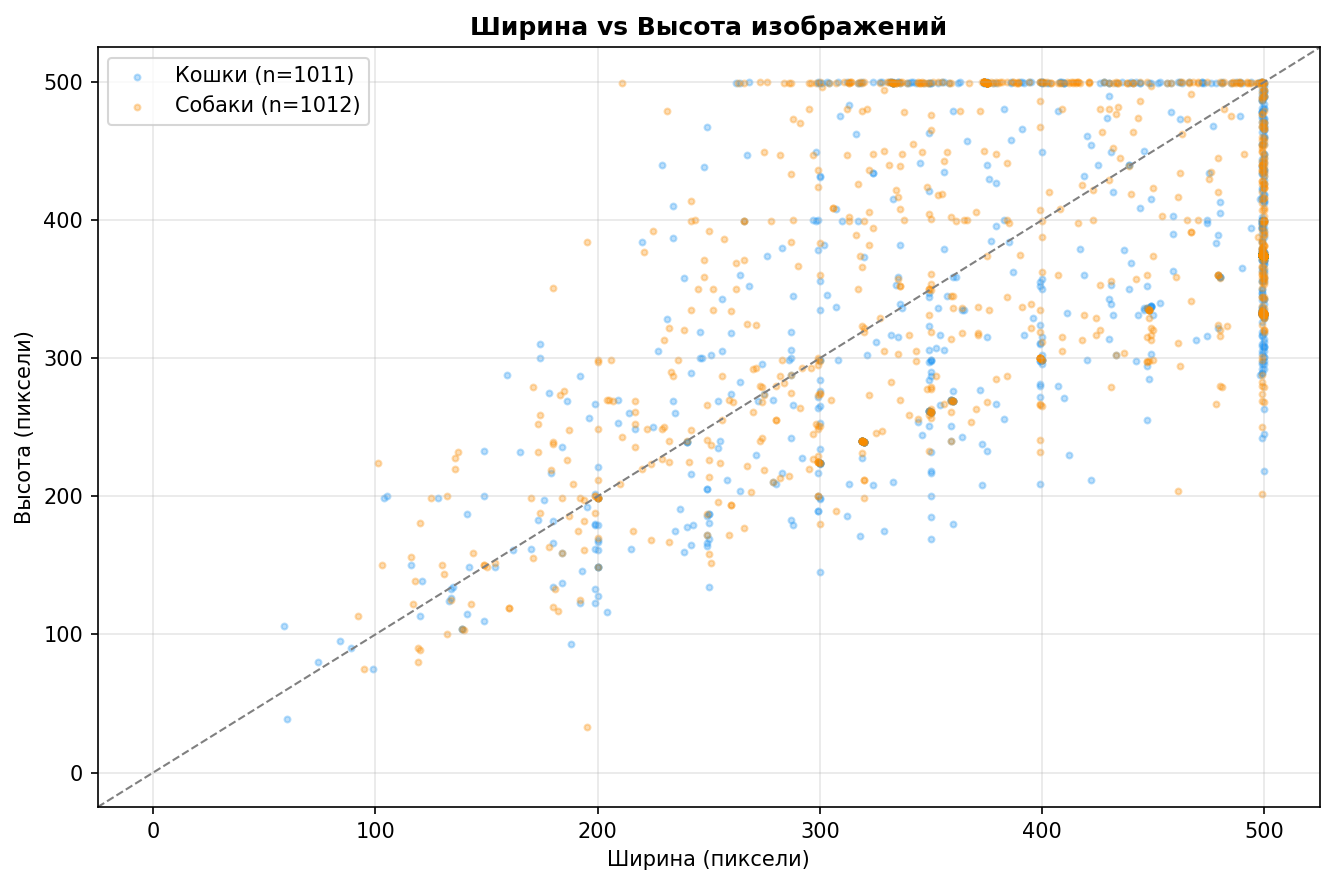 Ширина vs Высота изображений
Кошки (n=1011)
Собаки (n=1012)
500
400
300
200
100
0
Высота (пиксели)
0 100 200 300 400 500
Ширина (пиксели)